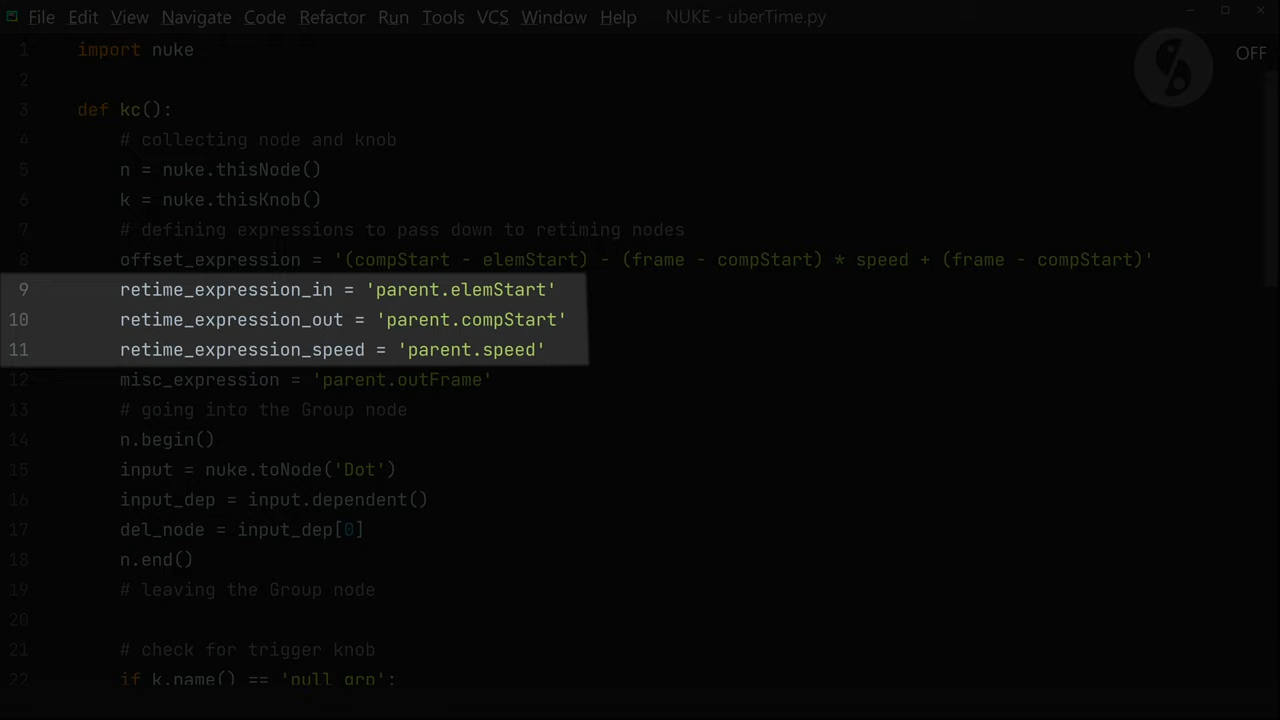 File Edit View Navigate Code Refactor Run Tools VCS Window Help NUKE - uberTime.py
OFF
1 import nuke
2
3 def kc():
4 # collecting node and knob
5 n = nuke.thisNode()
6 k = nuke.thisKnob()
7 # defining expressions to pass down to retiming nodes
8 offset_expression = '(compStart - elemStart) - (frame - compStart) * speed + (frame - compStart)'
9 retime_expression_in = 'parent.elemStart'
10 retime_expression_out = 'parent.compStart'
11 retime_expression_speed = 'parent.speed'
12 misc_expression = 'parent.outFrame'
13 # going into the Group node
14 n.begin()
15 input = nuke.toNode('Dot')
16 input_dep = input.dependent()
17 del_node = input_dep[0]
18 n.end()
19 # leaving the Group node
20
21 # check for trigger knob
22 if k.name() == 'null_grp':